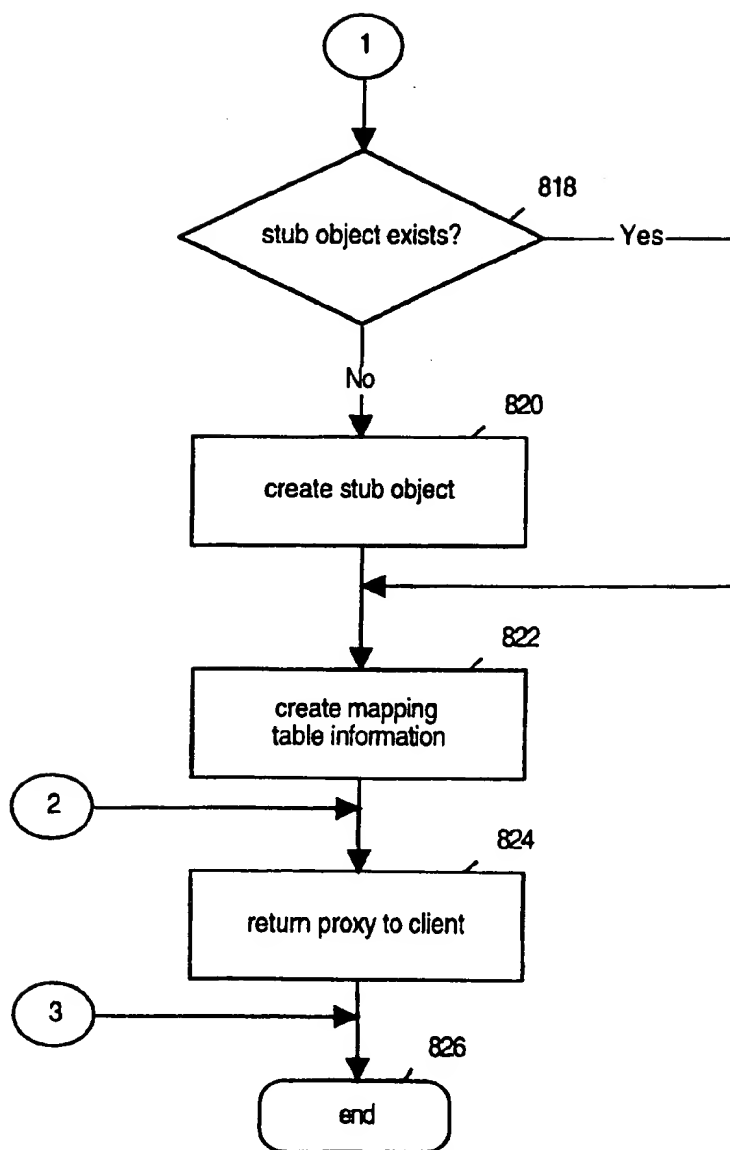 1
818
stub object exists?
Yes
No
820
create stub object
822
create mapping
table information
2
824
return proxy to client
3
826
end